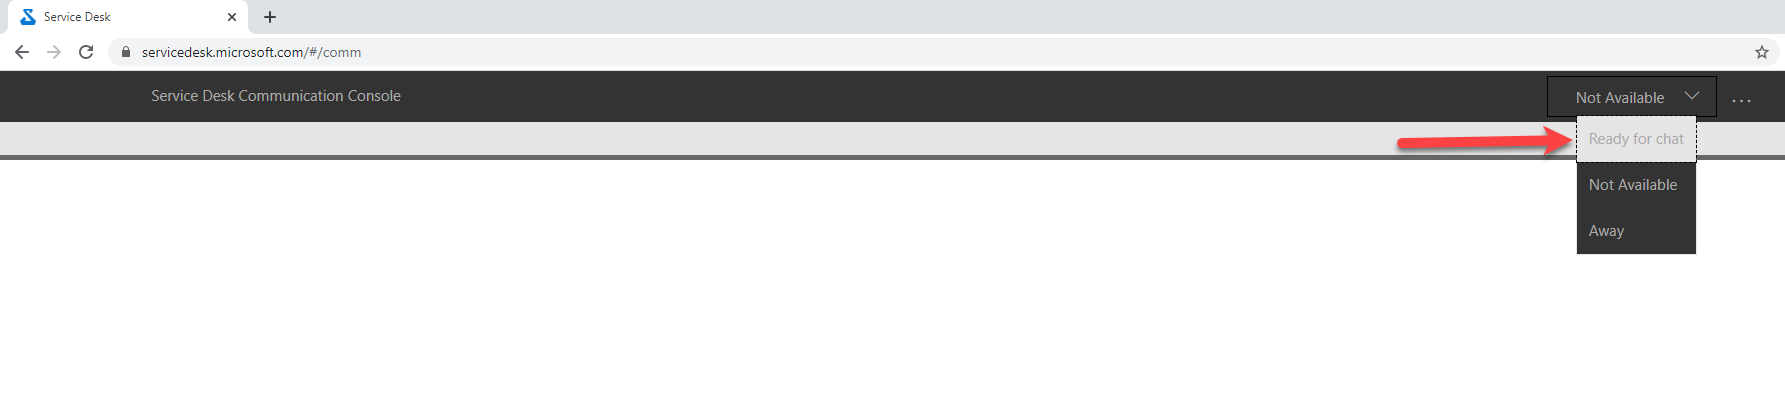 Service Desk
servicedesk.microsoft.com/#/comm
Service Desk Communication Console
Not Available
...
Ready for chat
Not Available
Away